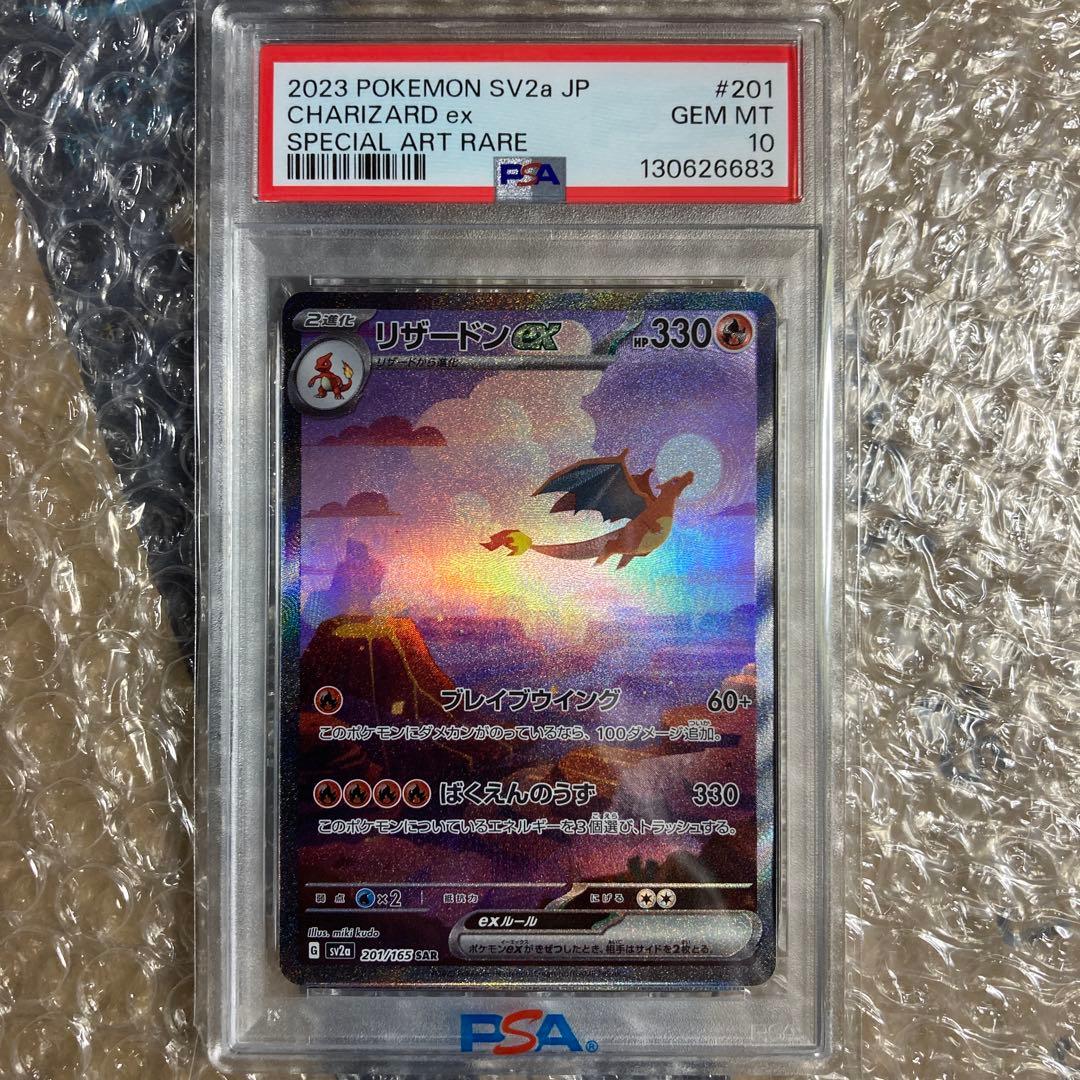 2023 POKEMON SV2a JP #201
CHARIZARD ex GEM MT
SPECIAL ART RARE 10
PSA 130626683
2進化 リザードンex HP 330
リザードから進化
ブレイブウイング 60+
このポケモンにダメカンがのっているなら、100ダメージ追加。
ばくえんのうず 330
このポケモンについているエネルギーを3個選び、トラッシュする。
弱点 ×2 抵抗力 にげる
exルール
ポケモンexがきぜつしたとき、相手はサイドを2枚とる。
Illus. miki kudo
G sv2a 201/165 SAR
PSA®